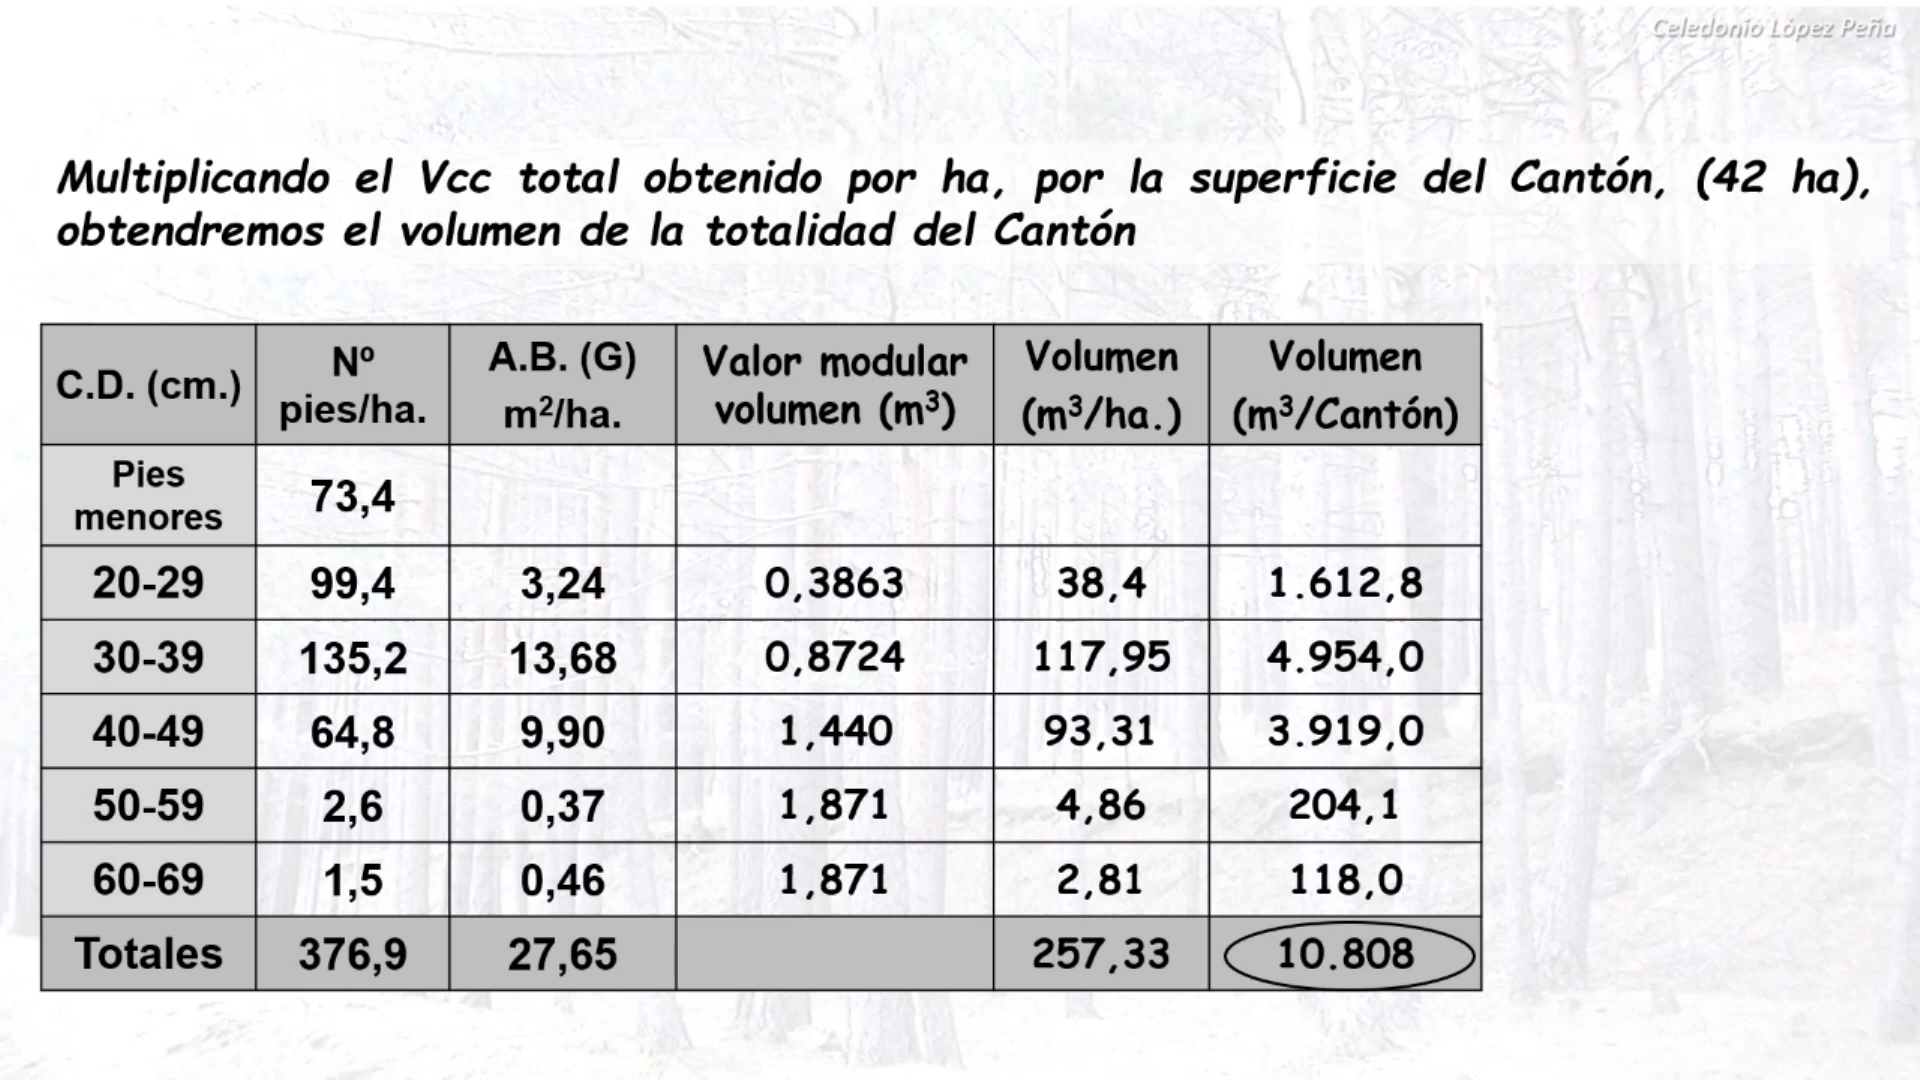 Celedonio López Peña
Multiplicando el Vcc total obtenido por ha, por la superficie del Cantón, (42 ha),
obtendremos el volumen de la totalidad del Cantón
C.D. (cm.) Nº pies/ha. A.B. (G) m²/ha. Valor modular volumen (m³) Volumen (m³/ha.) Volumen (m³/Cantón)
Pies menores 73,4
20-29 99,4 3,24 0,3863 38,4 1.612,8
30-39 135,2 13,68 0,8724 117,95 4.954,0
40-49 64,8 9,90 1,440 93,31 3.919,0
50-59 2,6 0,37 1,871 4,86 204,1
60-69 1,5 0,46 1,871 2,81 118,0
Totales 376,9 27,65 257,33 10.808